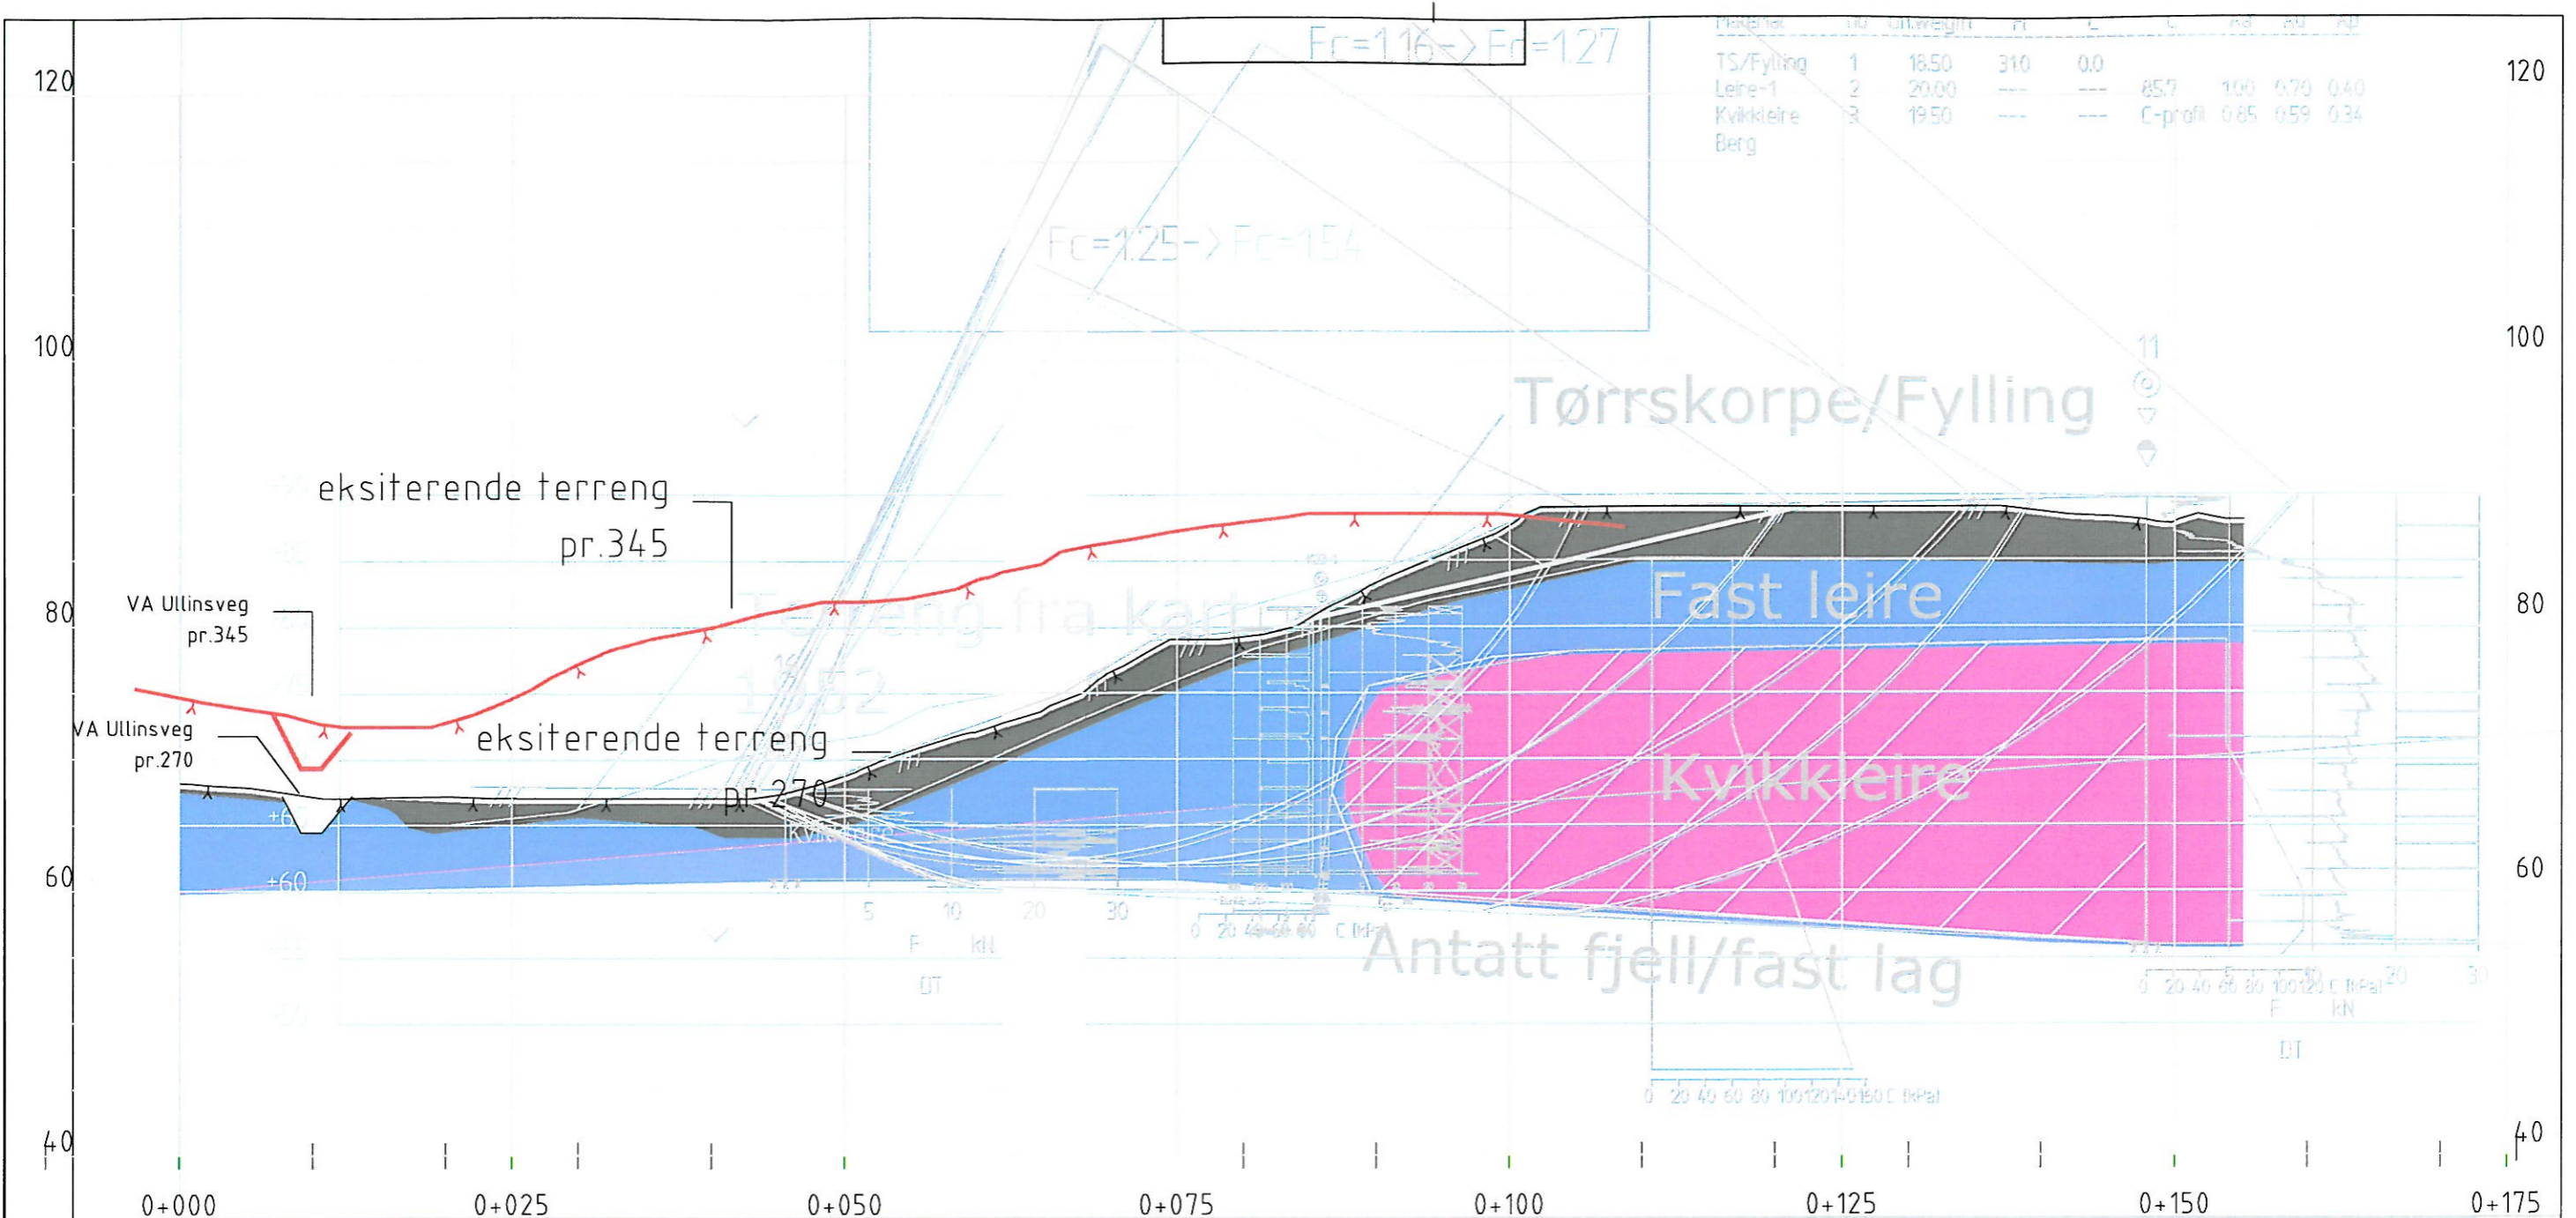 Fc=1.16-> Fc=1.27
Material no Un.weight
TS/Fylling 1 18.50 31.0 0.0
Leire-1 2 20.00 --- --- 85.7 1.00 0.70 0.40
Kvikkleire 3 19.50 --- --- C-profil 0.85 0.59 0.34
Berg
120
120
Fc=1.25-> Fc=1.54
100
100
11
Tørrskorpe/Fylling
eksiterende terreng
pr.345
80
80
VA Ullinsveg
pr.345
Terreng fra kart
1952
Fast leire
VA Ullinsveg
pr.270
eksiterende terreng
pr.270
Kvikkleire
Kvikkleire
60
60
+60
5 10 20 30
F kN
DT
0 20 40 60 80 C (kPa)
Antatt fjell/fast lag
0 20 40 60 80 100 120 C (kPa)
20 30
F kN
DT
0 20 40 60 80 100 120 140 160 C (kPa)
40
40
0+000 0+025 0+050 0+075 0+100 0+125 0+150 0+175